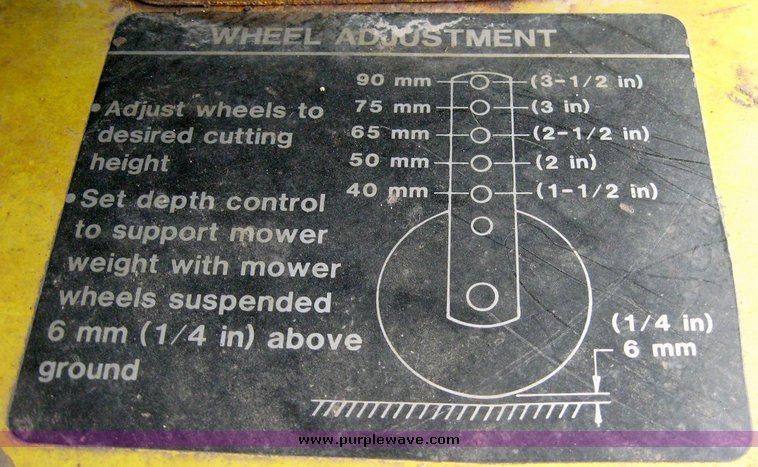 WHEEL ADJUSTMENT
• Adjust wheels to
desired cutting
height
• Set depth control
to support mower
weight with mower
wheels suspended
6 mm (1/4 in) above
ground
90 mm (3-1/2 in)
75 mm (3 in)
65 mm (2-1/2 in)
50 mm (2 in)
40 mm (1-1/2 in)
(1/4 in)
6 mm
www.purplewave.com